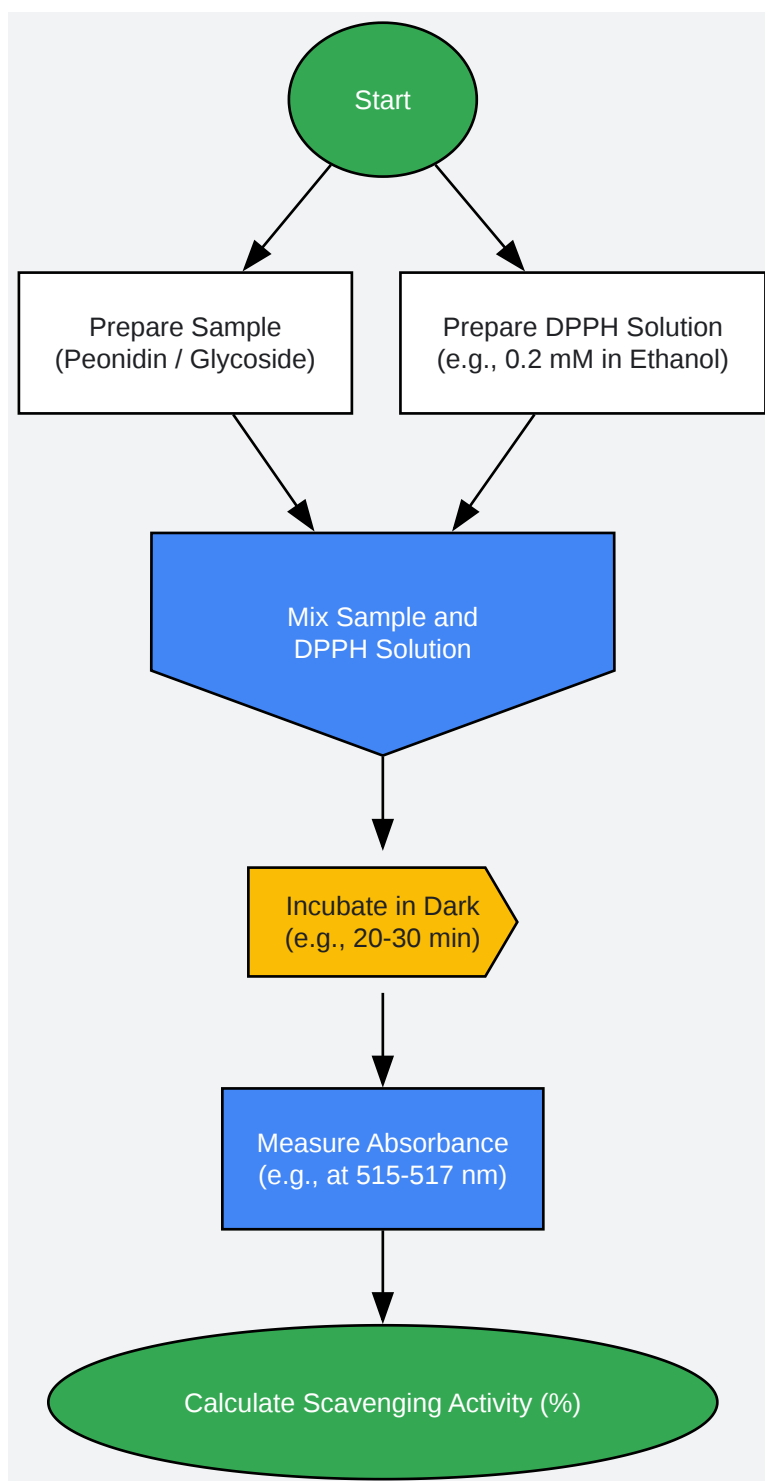 Start
Prepare Sample
(Peonidin / Glycoside)
Prepare DPPH Solution
(e.g., 0.2 mM in Ethanol)
Mix Sample and
DPPH Solution
Incubate in Dark
(e.g., 20-30 min)
Measure Absorbance
(e.g., at 515-517 nm)
Calculate Scavenging Activity (%)